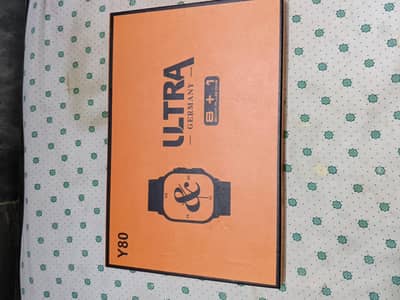 ULTRA
— GERMANY —
8+1
&
Y80